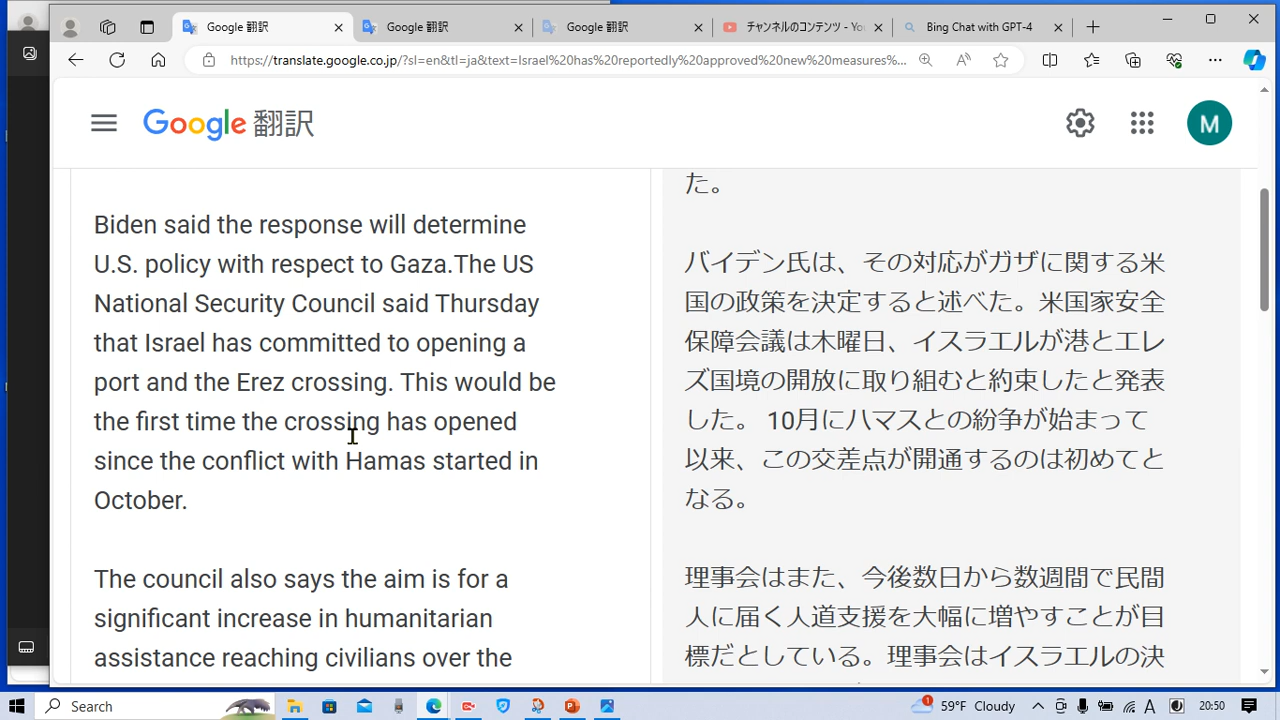 Google 翻訳
Google 翻訳
Google 翻訳
チャンネルのコンテンツ - Yo
Bing Chat with GPT-4
https://translate.google.co.jp/?sl=en&tl=ja&text=Israel%20has%20reportedly%20approved%20new%20measures%...
Google 翻訳
M
Biden said the response will determine
U.S. policy with respect to Gaza.The US
National Security Council said Thursday
that Israel has committed to opening a
port and the Erez crossing. This would be
the first time the crossing has opened
since the conflict with Hamas started in
October.
The council also says the aim is for a
significant increase in humanitarian
assistance reaching civilians over the
た。
バイデン氏は、その対応がガザに関する米
国の政策を決定すると述べた。米国家安全
保障会議は木曜日、イスラエルが港とエレ
ズ国境の開放に取り組むと約束したと発表
した。 10月にハマスとの紛争が始まって
以来、この交差点が開通するのは初めてと
なる。
理事会はまた、今後数日から数週間で民間
人に届く人道支援を大幅に増やすことが目
標だとしている。理事会はイスラエルの決
Search
1
59°F Cloudy
A
20:50